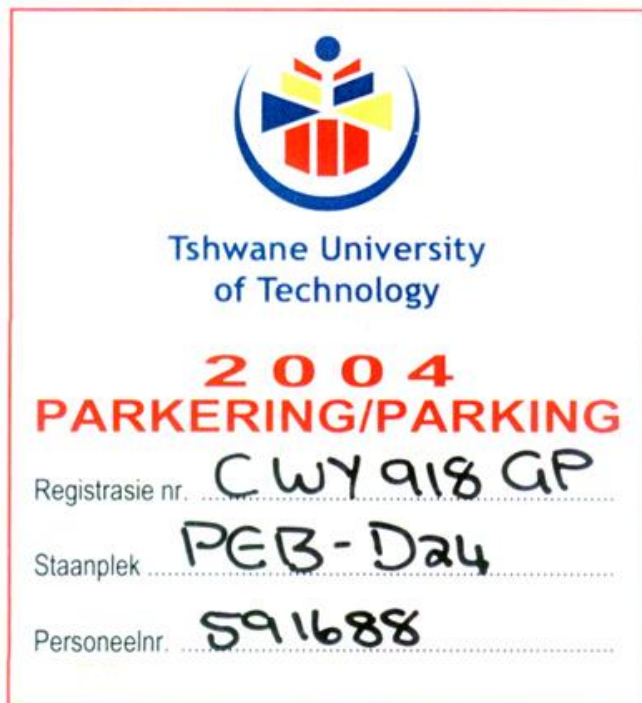 Tshwane University
of Technology
2004
PARKERING/PARKING
Registrasie nr. CWY 918 GP
Staanplek PEB-D24
Personeelnr. 591688